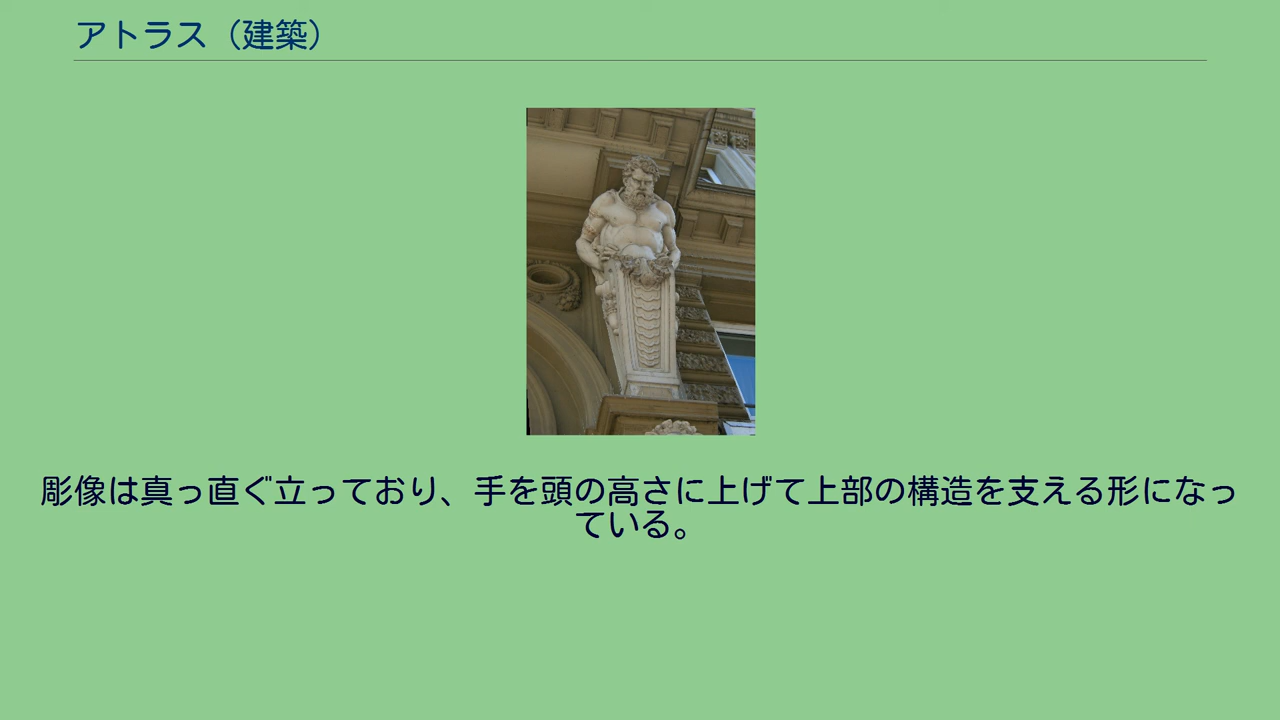 アトラス（建築）
彫像は真っ直ぐ立っており、手を頭の高さに上げて上部の構造を支える形になっ
ている。